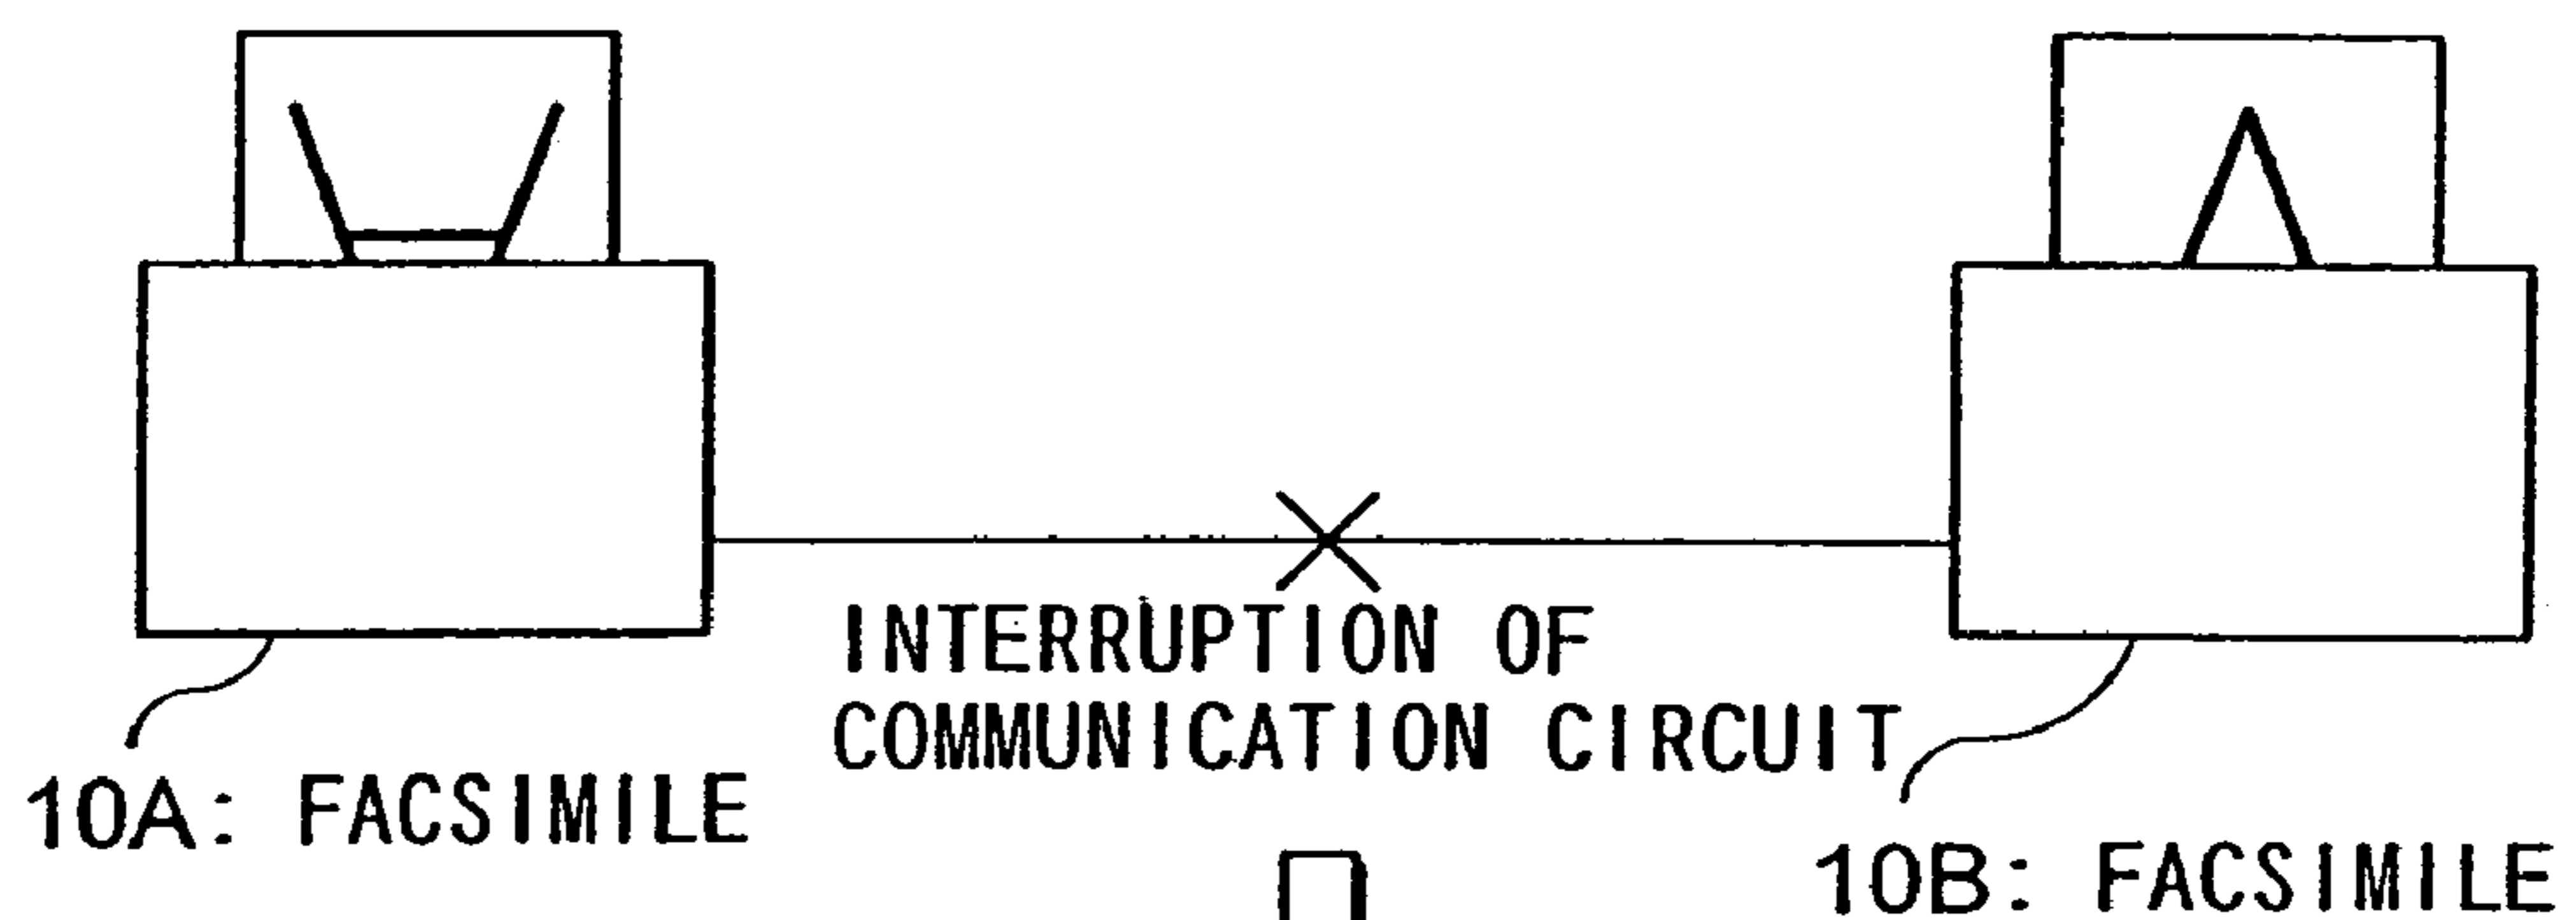 INTERRUPTION OF
COMMUNICATION CIRCUIT
10A: FACSIMILE
10B: FACSIMILE